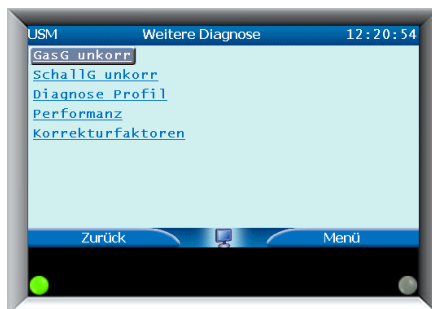 USM Weitere Diagnose 12:20:54
GasG unkorr
SchallG unkorr
Diagnose Profil
Performanz
Korrekturfaktoren
Zurück Menü